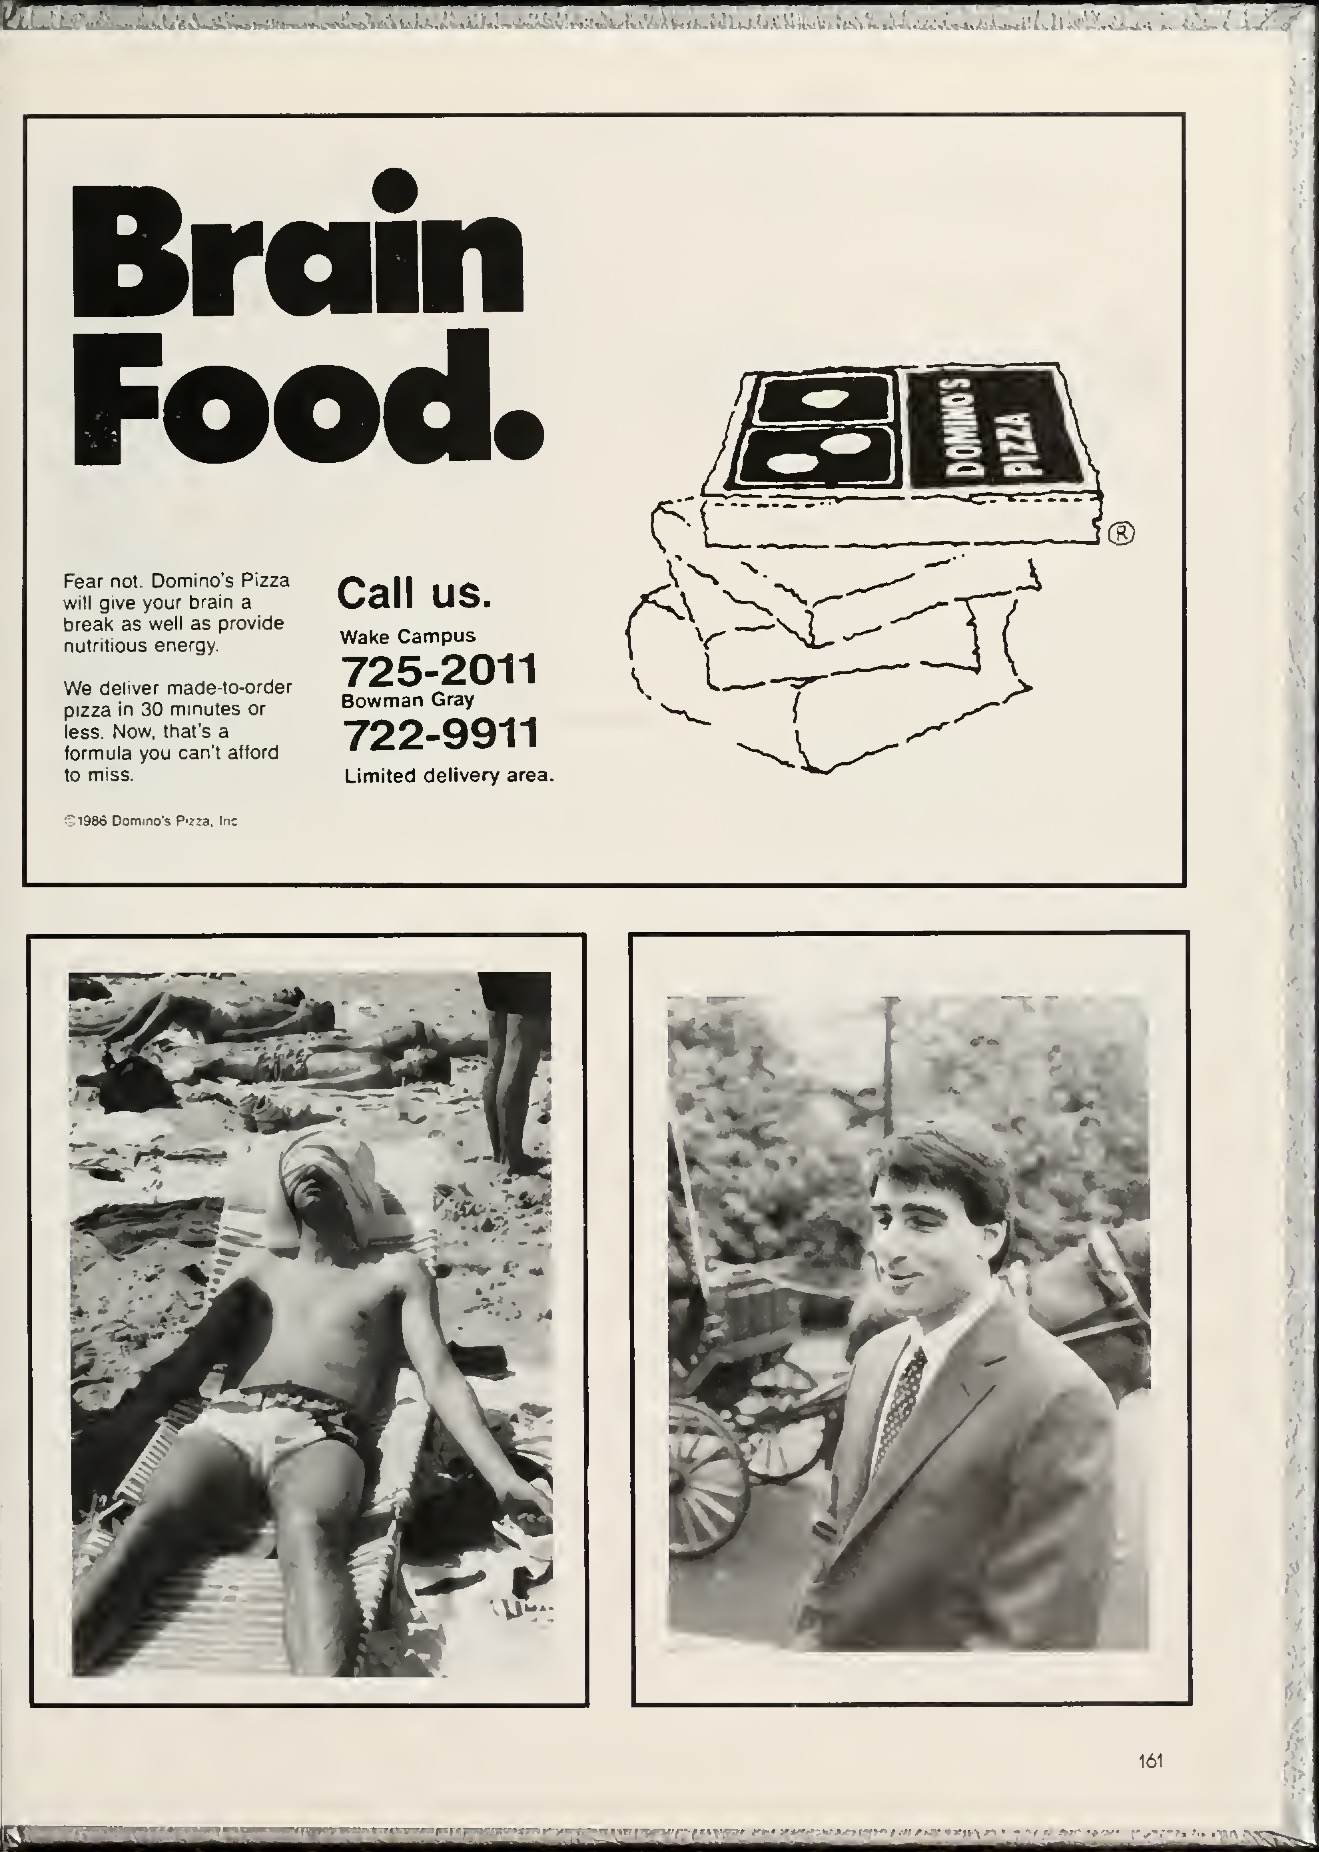 Brain
Food.
DOMINO'S
PIZZA
®
Fear not. Domino's Pizza
will give your brain a
break as well as provide
nutritious energy.
We deliver made-to-order
pizza in 30 minutes or
less. Now, that's a
formula you can't afford
to miss.
©1986 Domino's Pizza, Inc
Call us.
Wake Campus
725-2011
Bowman Gray
722-9911
Limited delivery area.
161